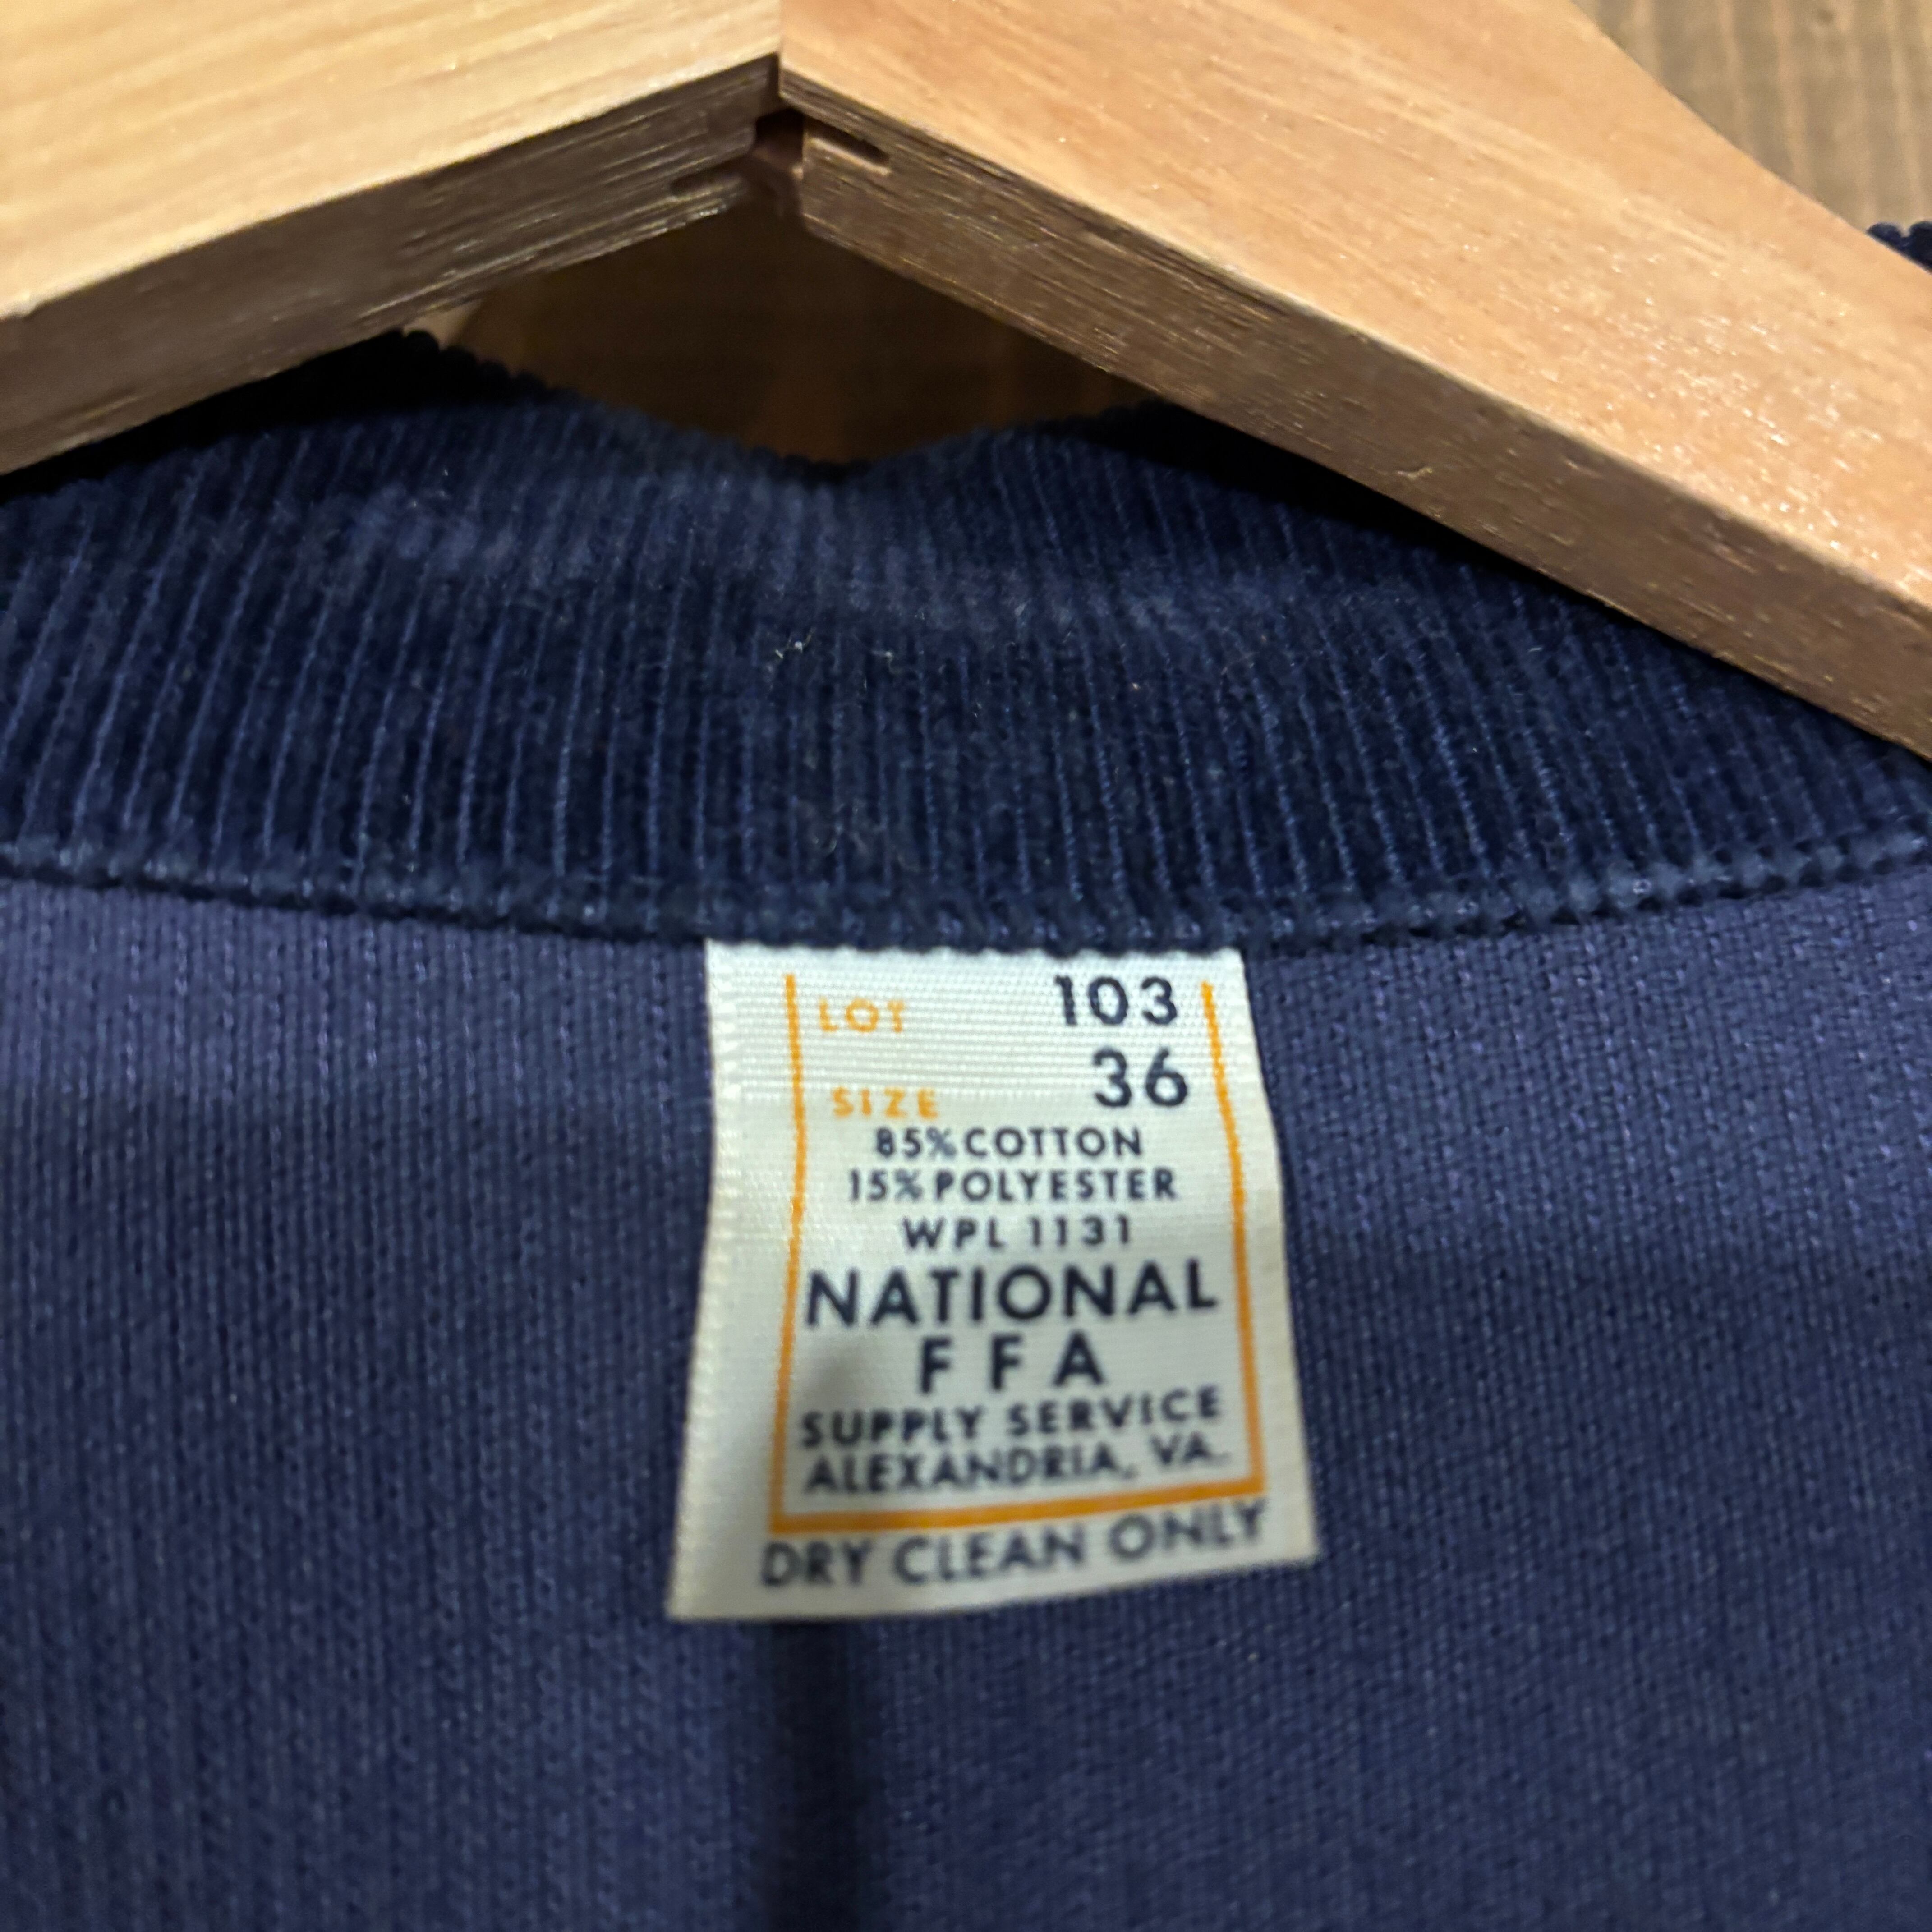 LOT 103
SIZE 36
85% COTTON
15% POLYESTER
WPL 1131
NATIONAL
FFA
SUPPLY SERVICE
ALEXANDRIA, VA.
DRY CLEAN ONLY